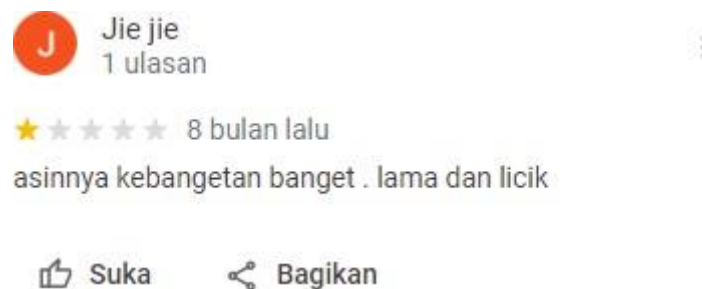 J
Jie jie
1 ulasan
8 bulan lalu
asinnya kebangetan banget . lama dan licik
Suka
Bagikan